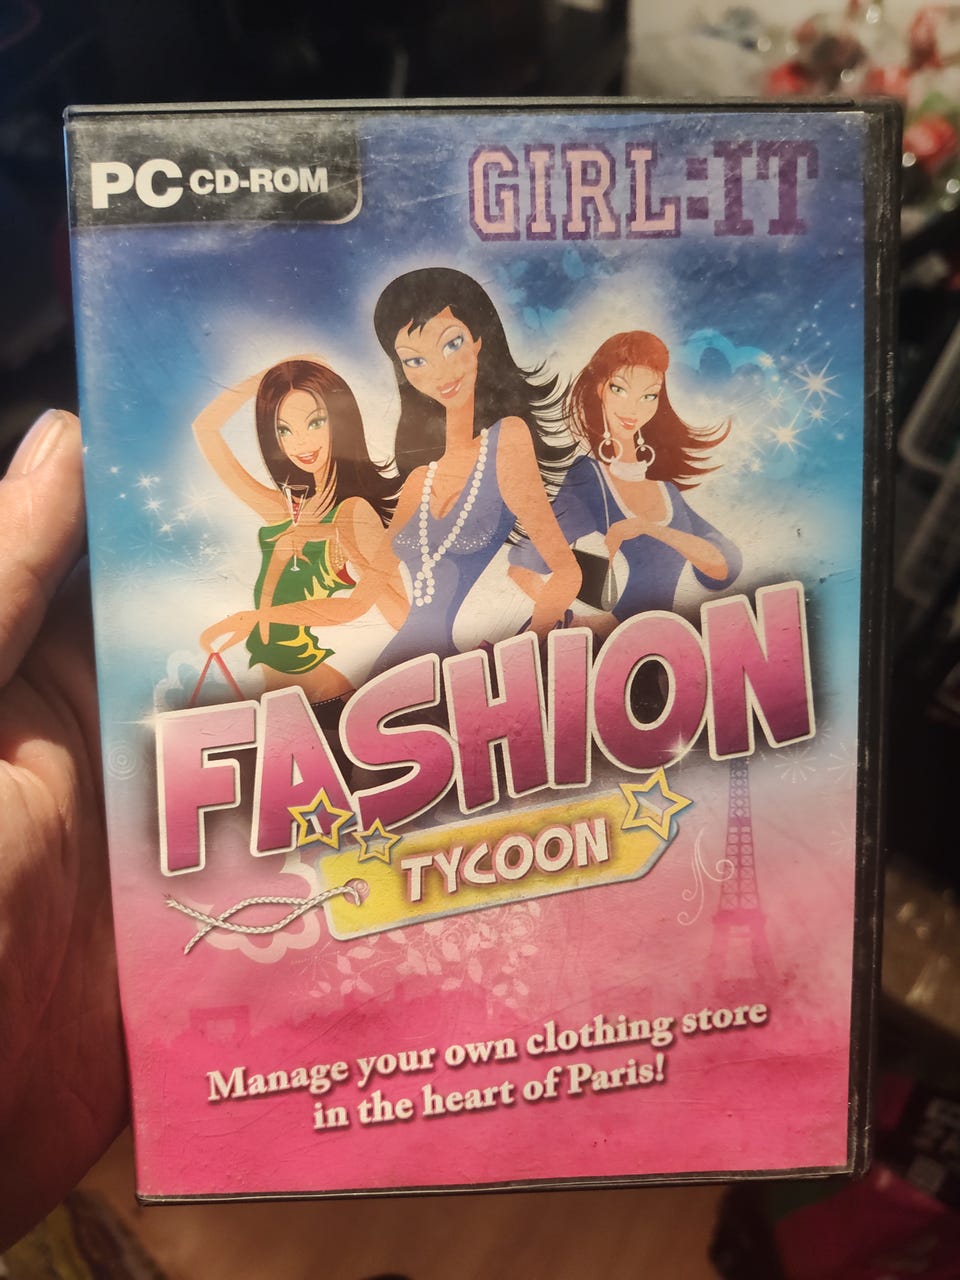 PC CD-ROM
GIRL:IT
FASHION
TYCOON
Manage your own clothing store
in the heart of Paris!